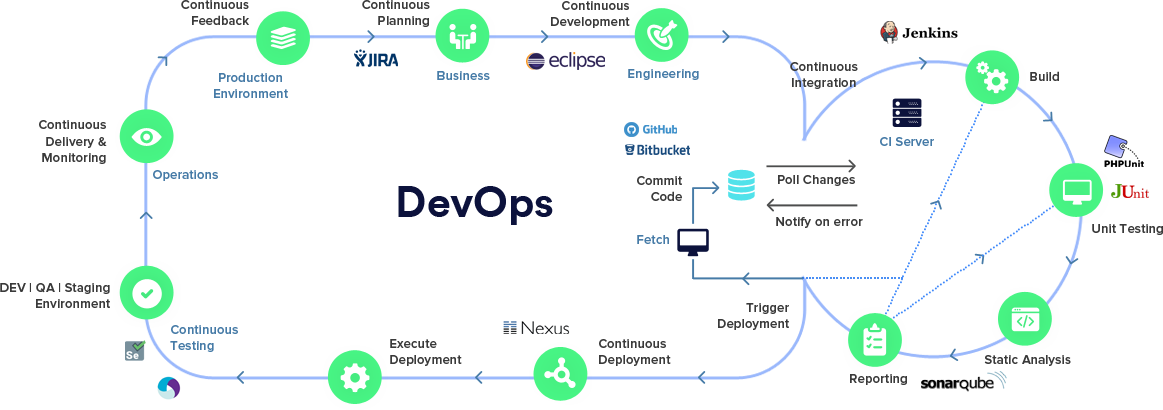 Continuous
Feedback
Continuous
Planning
Continuous
Development
Jenkins
JIRA
eclipse
Production
Environment
Business
Engineering
Continuous
Integration
Build
Continuous
Delivery &
Monitoring
Operations
GitHub
Bitbucket
CI Server
PHPUnit
JUnit
Commit
Code
Poll Changes
DevOps
Notify on error
Unit Testing
Fetch
DEV | QA | Staging
Environment
Trigger
Deployment
Continuous
Testing
Se
Nexus
Execute
Deployment
Continuous
Deployment
Static Analysis
Reporting
sonarqube